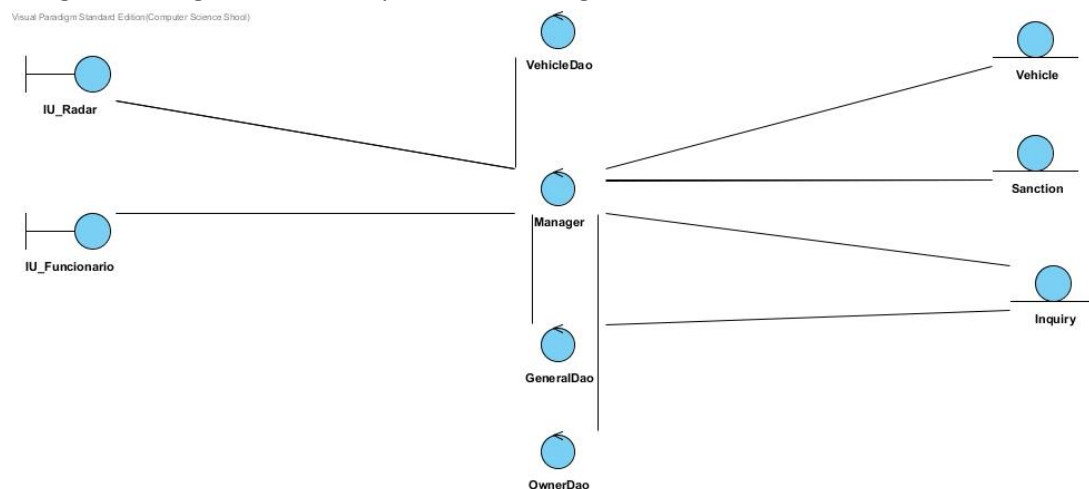 Visual Paradigm Standard Edition(Computer Science Shool)
VehicleDao
Vehicle
IU_Radar
Sanction
Manager
IU_Funcionario
Inquiry
GeneralDao
OwnerDao